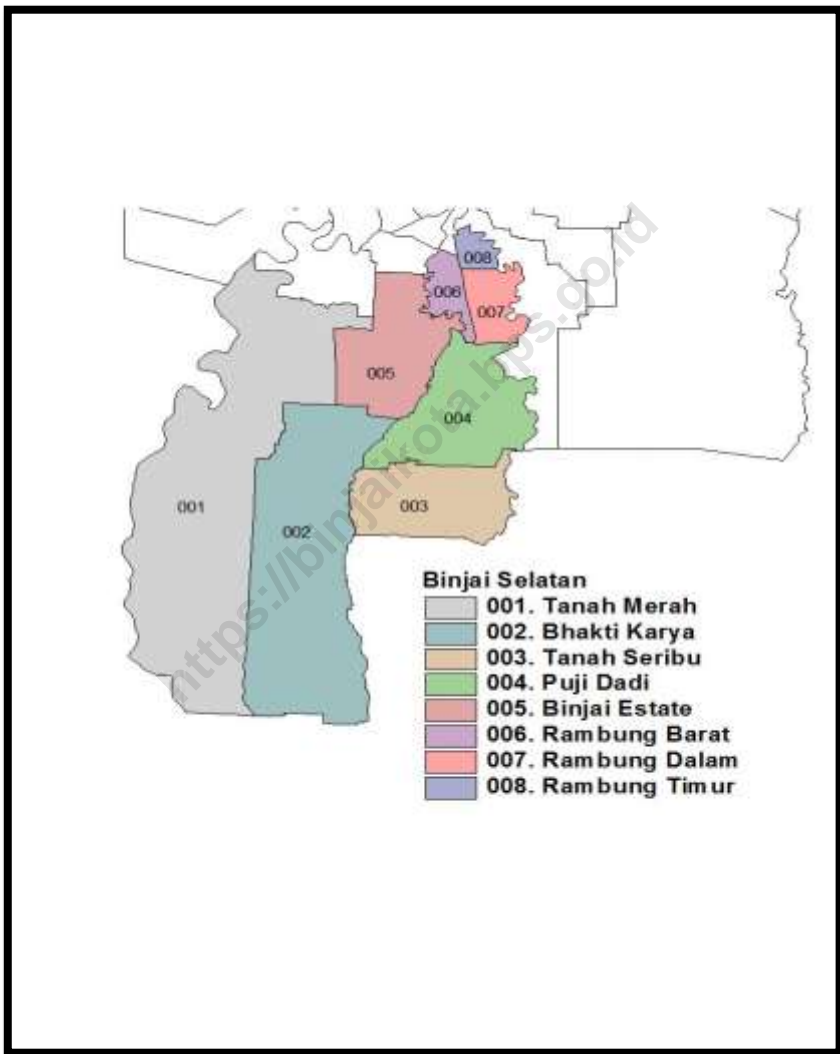 008
006
007
005
004
001
002
003
Binjai Selatan
001. Tanah Merah
002. Bhakti Karya
003. Tanah Seribu
004. Puji Dadi
005. Binjai Estate
006. Rambung Barat
007. Rambung Dalam
008. Rambung Timur
https://binjaikota.bps.go.id